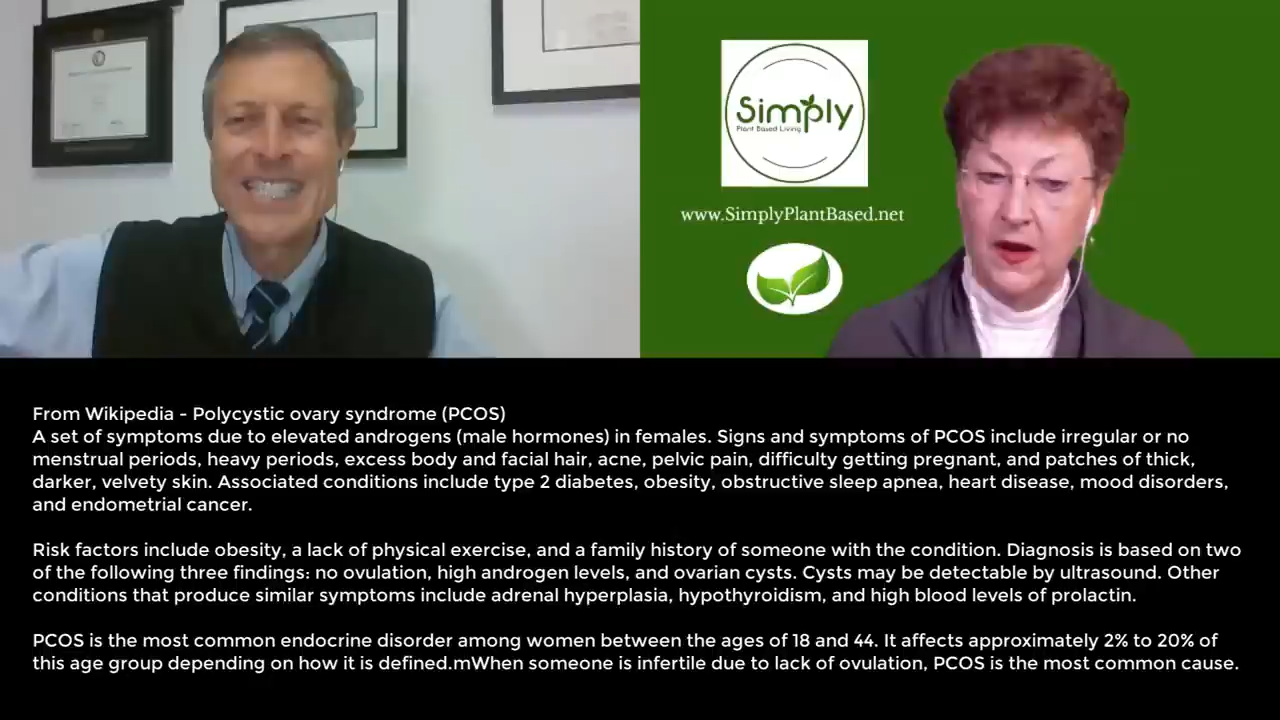 Simply
Plant Based Living
www.SimplyPlantBased.net
From Wikipedia - Polycystic ovary syndrome (PCOS)
A set of symptoms due to elevated androgens (male hormones) in females. Signs and symptoms of PCOS include irregular or no
menstrual periods, heavy periods, excess body and facial hair, acne, pelvic pain, difficulty getting pregnant, and patches of thick,
darker, velvety skin. Associated conditions include type 2 diabetes, obesity, obstructive sleep apnea, heart disease, mood disorders,
and endometrial cancer.
Risk factors include obesity, a lack of physical exercise, and a family history of someone with the condition. Diagnosis is based on two
of the following three findings: no ovulation, high androgen levels, and ovarian cysts. Cysts may be detectable by ultrasound. Other
conditions that produce similar symptoms include adrenal hyperplasia, hypothyroidism, and high blood levels of prolactin.
PCOS is the most common endocrine disorder among women between the ages of 18 and 44. It affects approximately 2% to 20% of
this age group depending on how it is defined.mWhen someone is infertile due to lack of ovulation, PCOS is the most common cause.